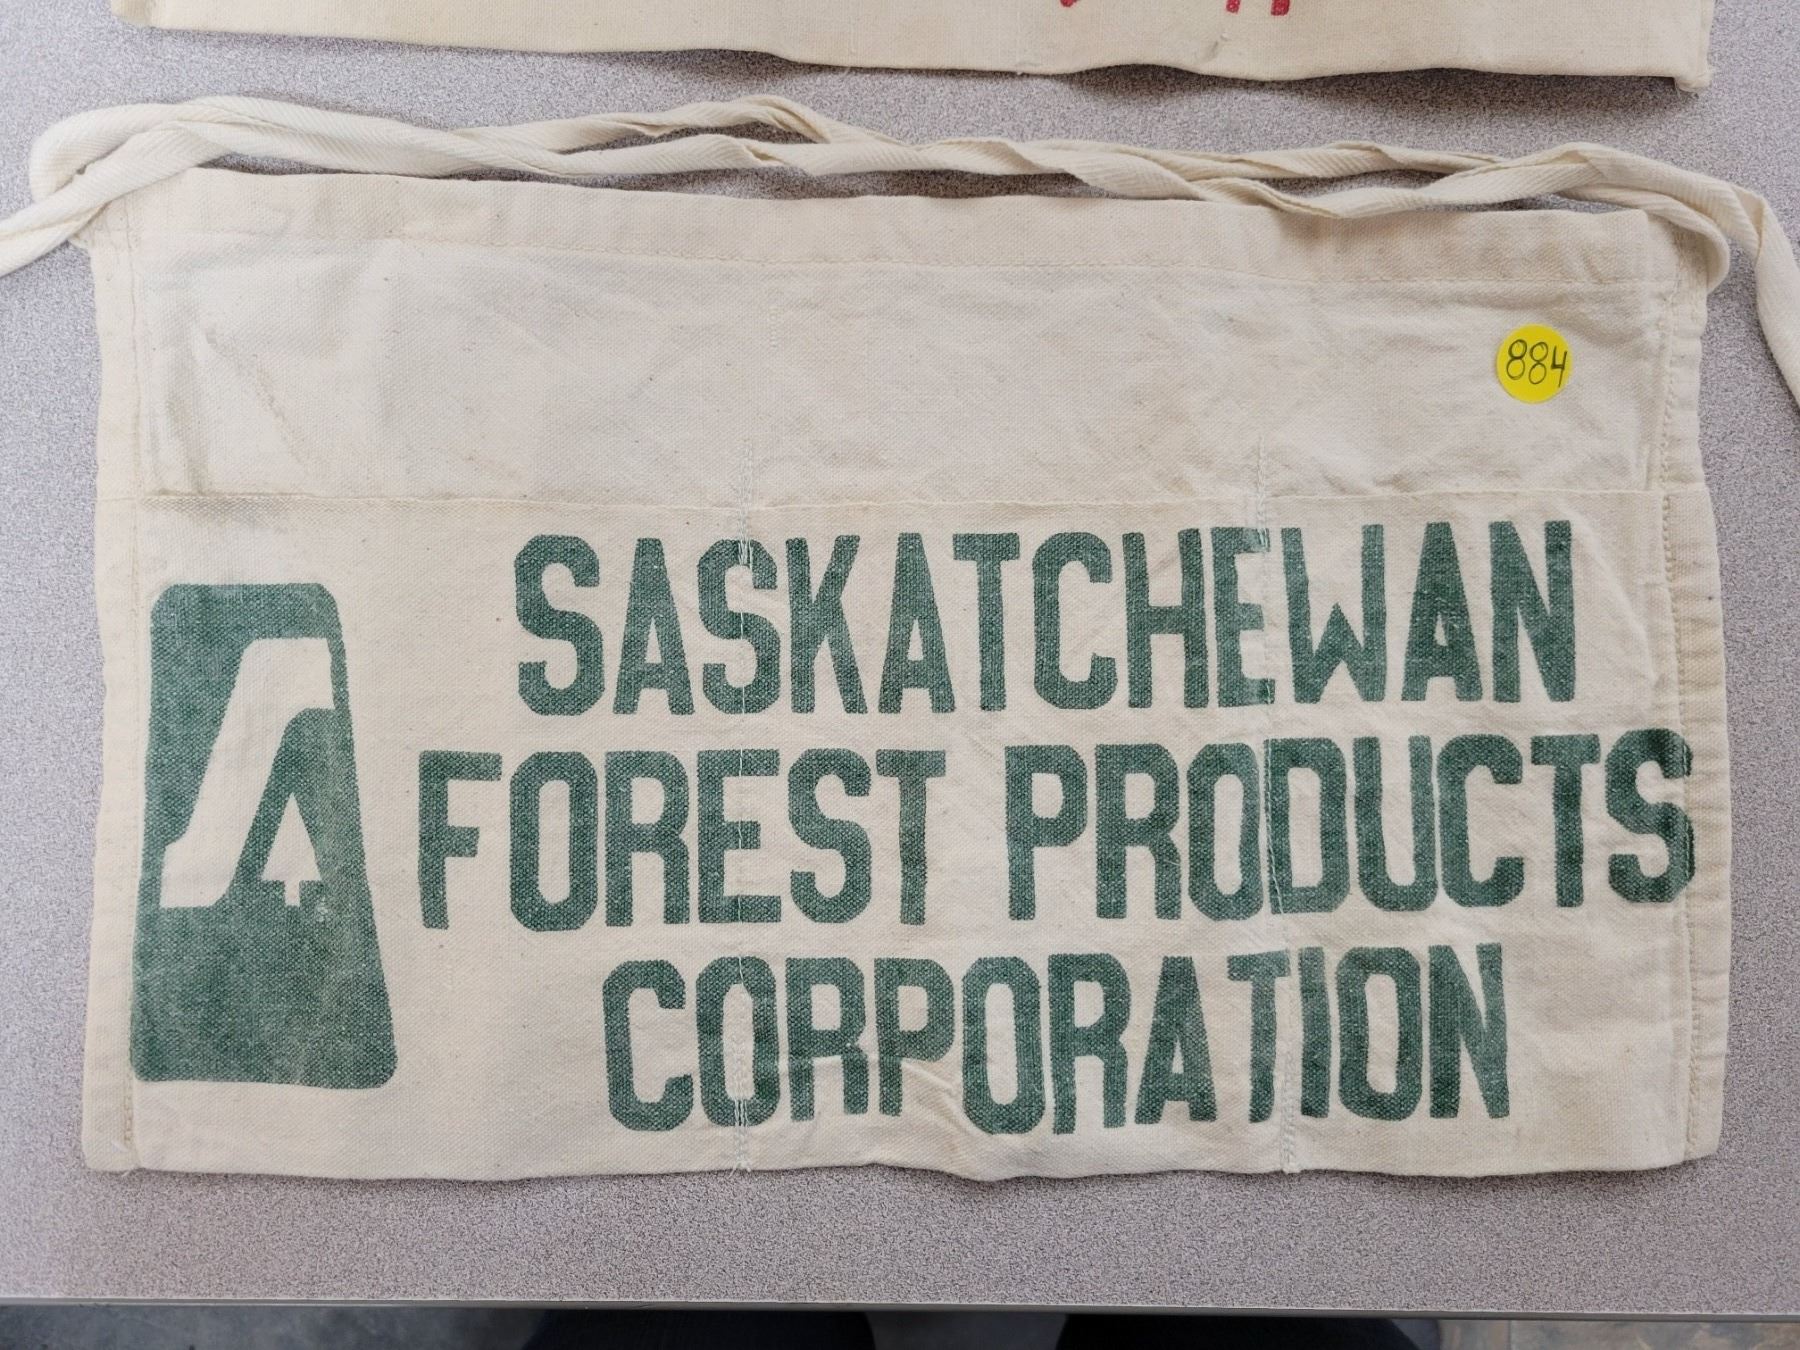 884
SASKATCHEWAN
FOREST PRODUCTS
CORPORATION